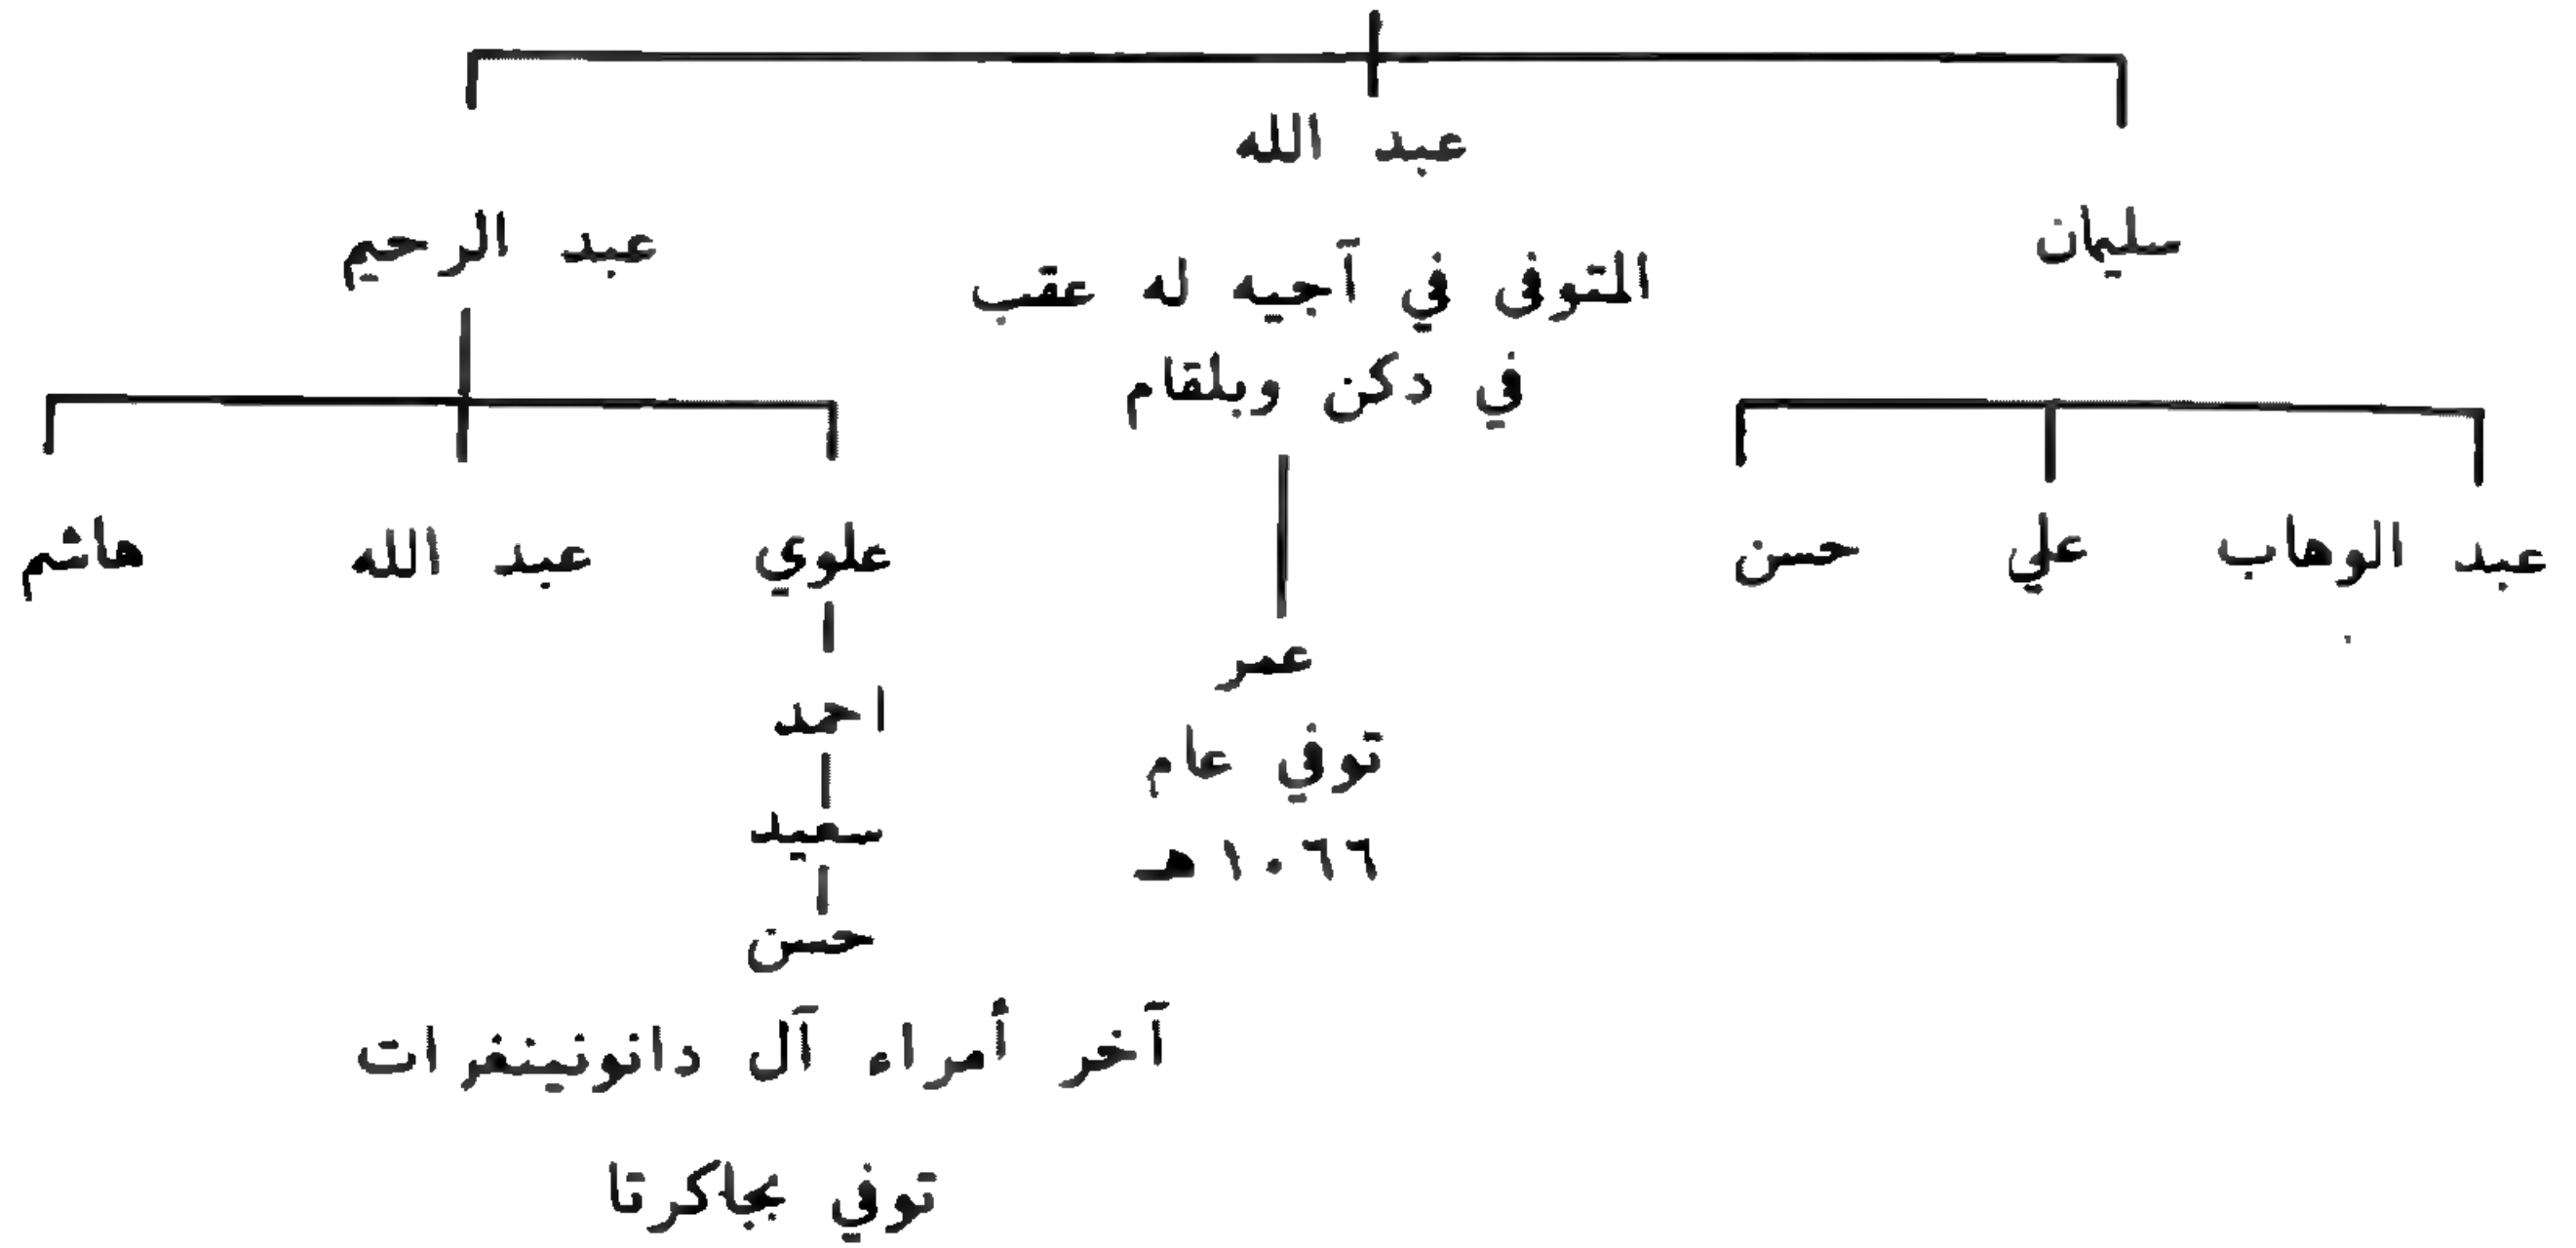 عبد الله
سليمان
عبد الرحيم
المتوفى في آجيه له عقب
في دكن وبلقام
عبد الوهاب
علي
حسن
علوي
عبد الله
هاشم
عمر
توفي عام
١٠٦٦ هـ
احمد
سعيد
حسن
آخر أمراء آل دانونينغرات
توفي بجاكرتا